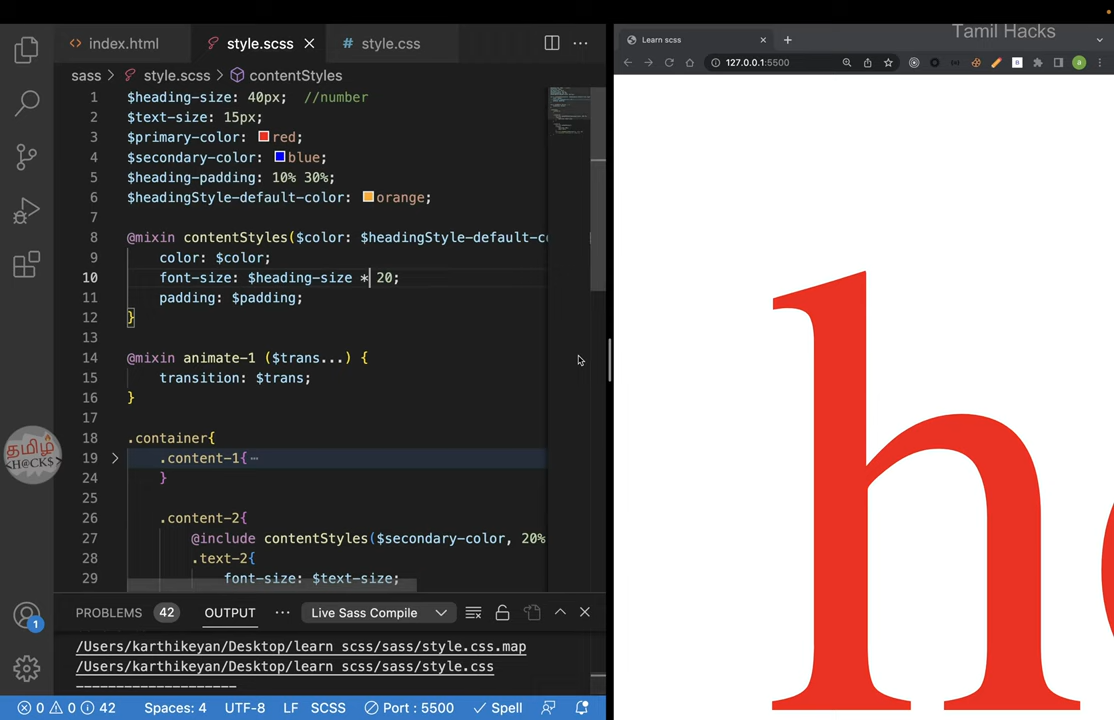 Tamil Hacks
index.html
style.scss
style.css
sass > style.scss > contentStyles
1 $heading-size: 40px; //number
2 $text-size: 15px;
3 $primary-color: red;
4 $secondary-color: blue;
5 $heading-padding: 10% 30%;
6 $headingStyle-default-color: orange;
7
8 @mixin contentStyles($color: $headingStyle-default-co
9 color: $color;
10 font-size: $heading-size * 20;
11 padding: $padding;
12 }
13
14 @mixin animate-1 ($trans...) {
15 transition: $trans;
16 }
17
18 .container{
19 .content-1{ ⋯
24 }
25
26 .content-2{
27 @include contentStyles($secondary-color, 20%
28 .text-2{
29 font-size: $text-size;
PROBLEMS 42 OUTPUT ⋯ Live Sass Compile
/Users/karthikeyan/Desktop/learn scss/sass/style.css.map
/Users/karthikeyan/Desktop/learn scss/sass/style.css
--------------------
0 0 42 Spaces: 4 UTF-8 LF SCSS Port : 5500 Spell
தமிழ்
<H@CK$>
1
Learn scss
127.0.0.1:5500
a
h